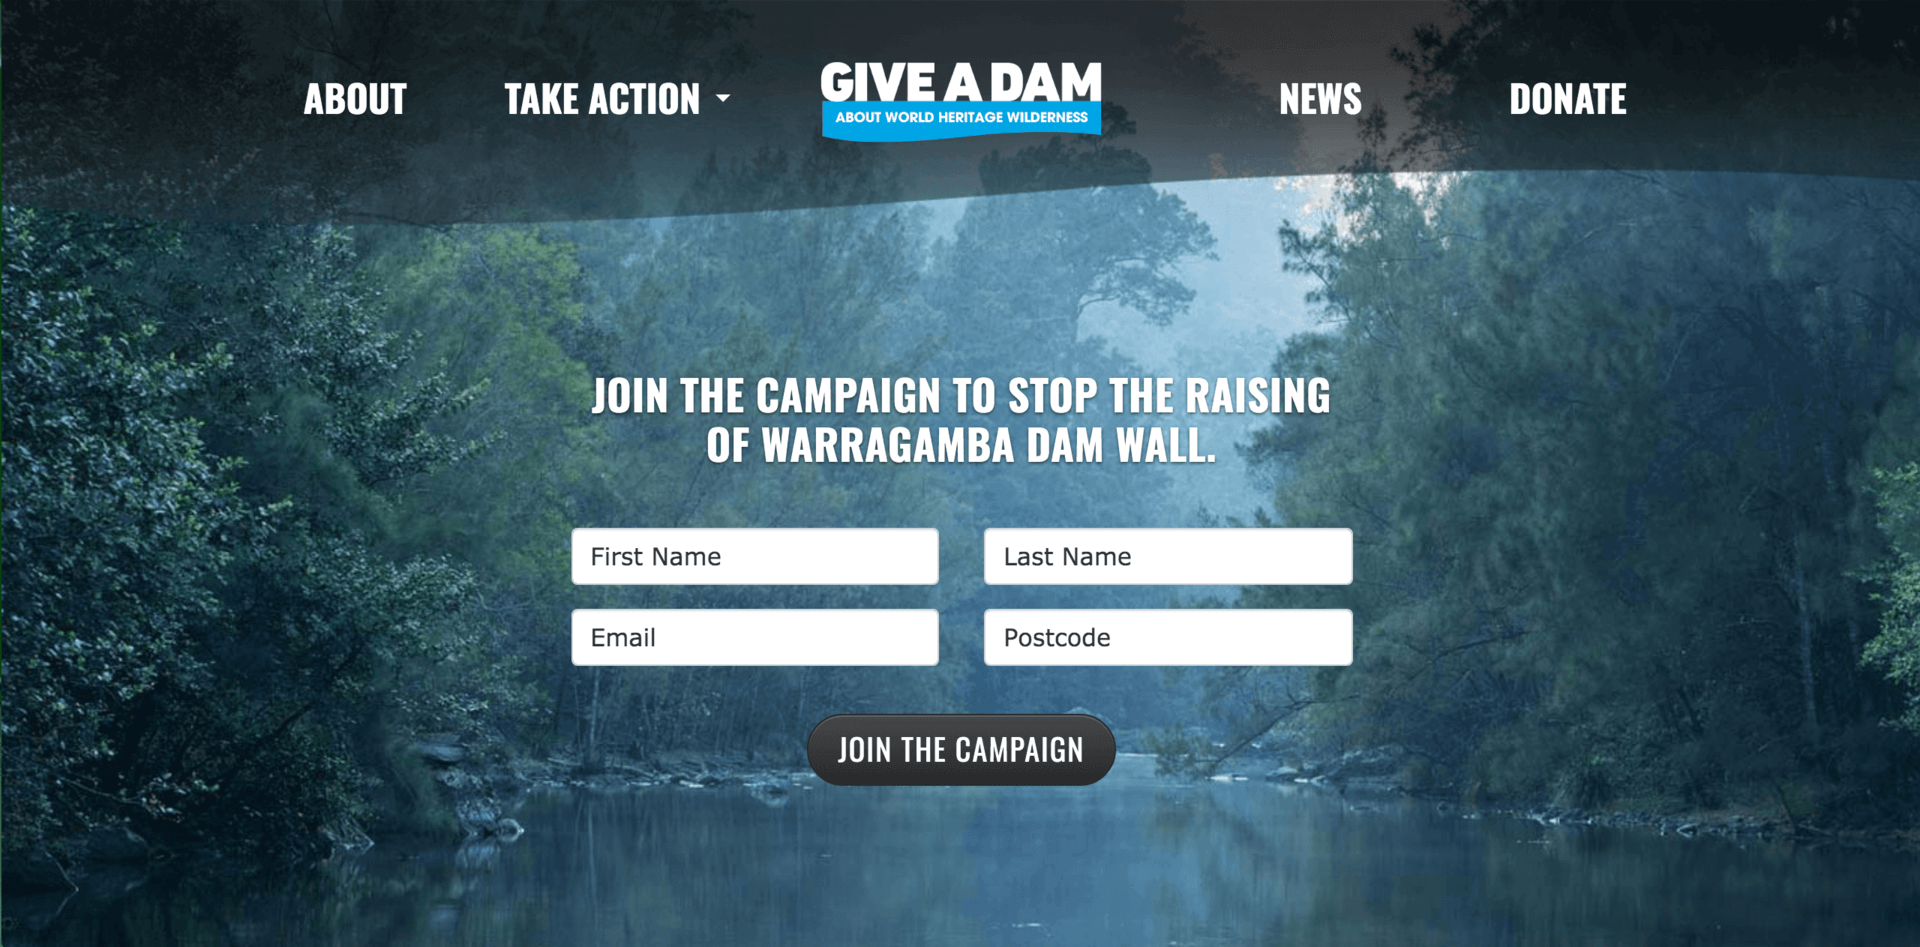 ABOUT
TAKE ACTION
GIVE A DAM
ABOUT WORLD HERITAGE WILDERNESS
NEWS
DONATE
JOIN THE CAMPAIGN TO STOP THE RAISING
OF WARRAGAMBA DAM WALL.
First Name
Last Name
Email
Postcode
JOIN THE CAMPAIGN